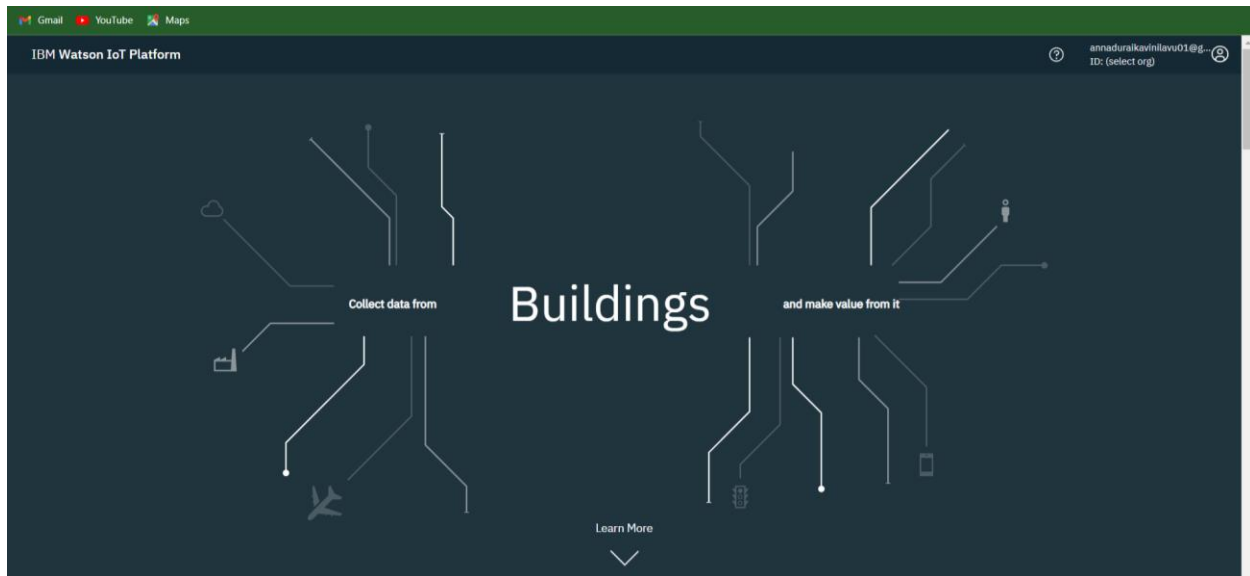 Gmail YouTube Maps
IBM Watson IoT Platform
annaduraikavinilavu01@g...
ID: (select org)
Collect data from Buildings and make value from it
Learn More